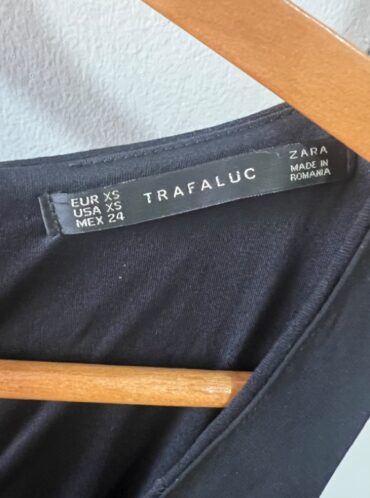 EUR XS
USA XS
MEX 24
TRAFALUC
ZARA
MADE IN
ROMANIA